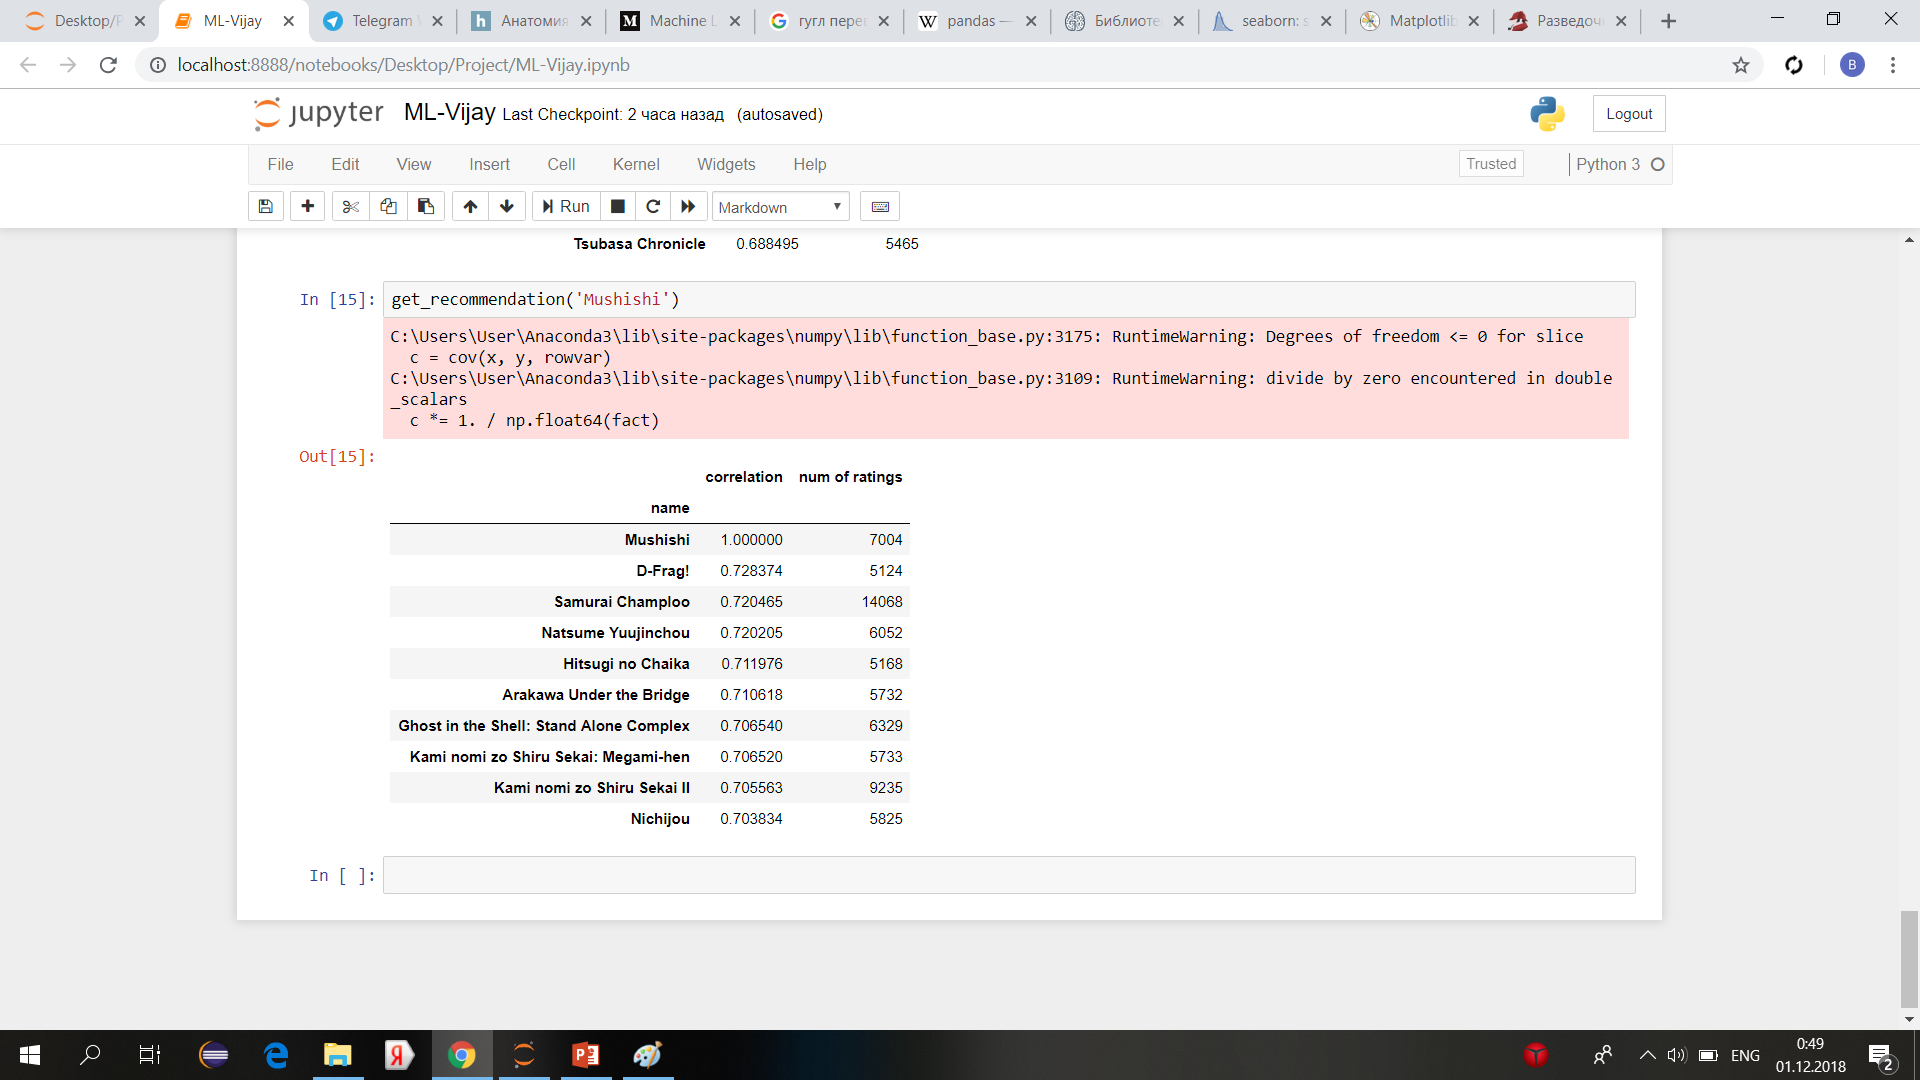 Desktop/P
ML-Vijay
Telegram
Анатомия
Machine L
гугл пере
pandas —
Библиоте
seaborn: s
Matplotlib
Разведоч
localhost:8888/notebooks/Desktop/Project/ML-Vijay.ipynb
B
jupyter ML-Vijay Last Checkpoint: 2 часа назад (autosaved)
Logout
File Edit View Insert Cell Kernel Widgets Help
Trusted
Python 3
Run
Markdown
Tsubasa Chronicle 0.688495 5465
In [15]: get_recommendation('Mushishi')
C:\Users\User\Anaconda3\lib\site-packages\numpy\lib\function_base.py:3175: RuntimeWarning: Degrees of freedom <= 0 for slice
c = cov(x, y, rowvar)
C:\Users\User\Anaconda3\lib\site-packages\numpy\lib\function_base.py:3109: RuntimeWarning: divide by zero encountered in double
_scalars
c *= 1. / np.float64(fact)
Out[15]:
correlation num of ratings
name
Mushishi 1.000000 7004
D-Frag! 0.728374 5124
Samurai Champloo 0.720465 14068
Natsume Yuujinchou 0.720205 6052
Hitsugi no Chaika 0.711976 5168
Arakawa Under the Bridge 0.710618 5732
Ghost in the Shell: Stand Alone Complex 0.706540 6329
Kami nomi zo Shiru Sekai: Megami-hen 0.706520 5733
Kami nomi zo Shiru Sekai II 0.705563 9235
Nichijou 0.703834 5825
In [ ]:
ENG
0:49
01.12.2018
2